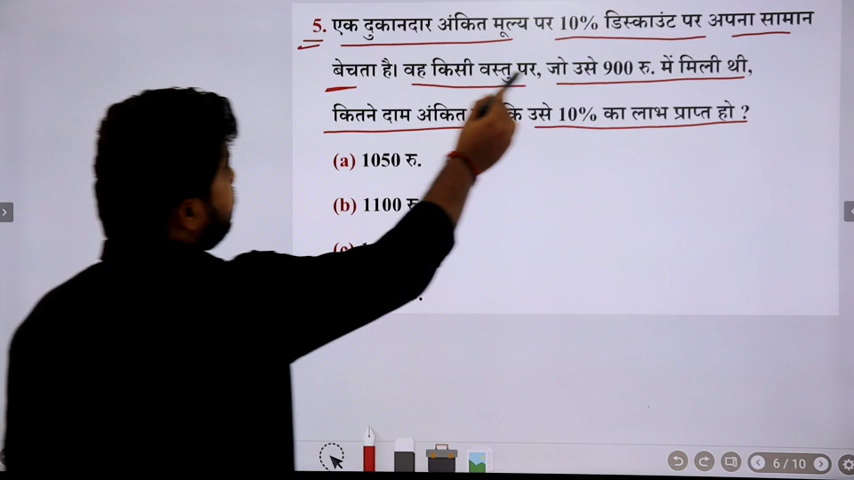 5. एक दुकानदार अंकित मूल्य पर 10% डिस्काउंट पर अपना सामान
बेचता है। वह किसी वस्तु पर, जो उसे 900 रु. में मिली थी,
कितने दाम अंकित उसे 10% का लाभ प्राप्त हो ?
(a) 1050 रु.
(b) 1100 रु.
6 / 10